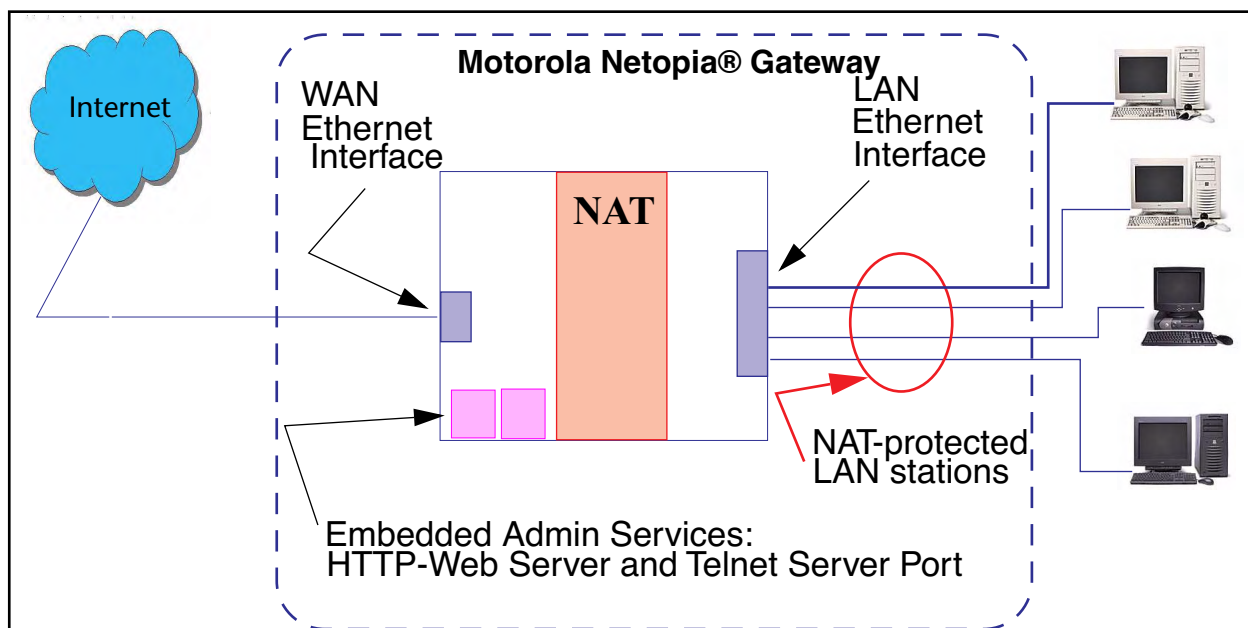 Motorola Netopia® Gateway
Internet
WAN
Ethernet
Interface
LAN
Ethernet
Interface
NAT
NAT-protected
LAN stations
Embedded Admin Services:
HTTP-Web Server and Telnet Server Port